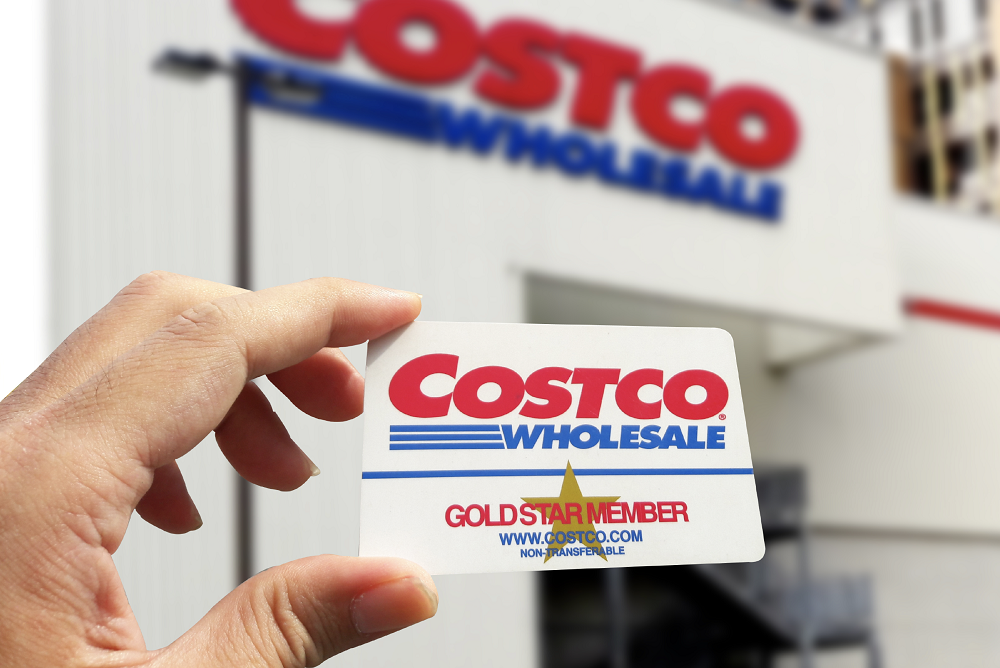 COSTCO
WHOLESALE
COSTCO®
WHOLESALE
GOLD STAR MEMBER
WWW.COSTCO.COM
NON-TRANSFERABLE